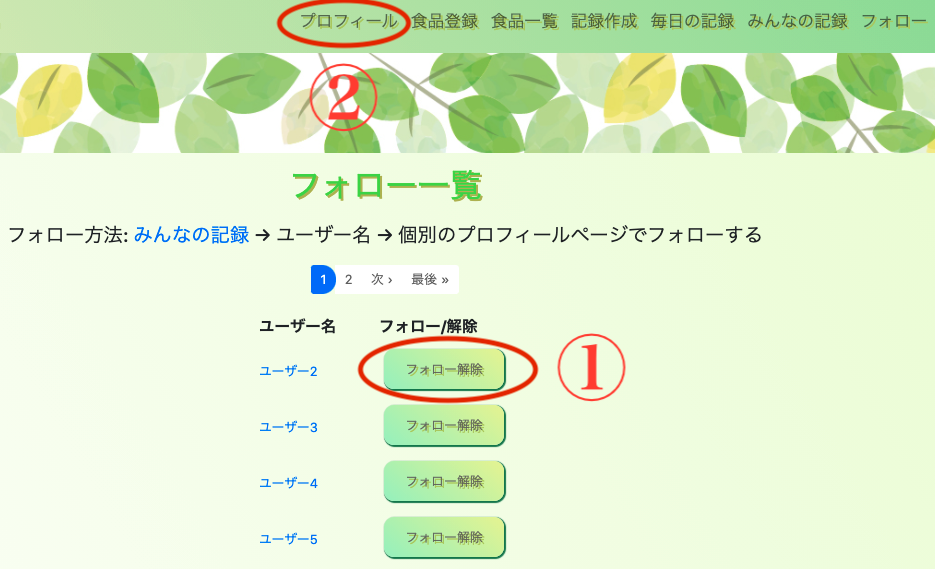 プロフィール 食品登録 食品一覧 記録作成 毎日の記録 みんなの記録 フォロー
②
フォロー一覧
フォロー方法: みんなの記録 → ユーザー名 → 個別のプロフィールページでフォローする
1 2 次 › 最後 »
ユーザー名 フォロー/解除
ユーザー2 フォロー解除 ①
ユーザー3 フォロー解除
ユーザー4 フォロー解除
ユーザー5 フォロー解除